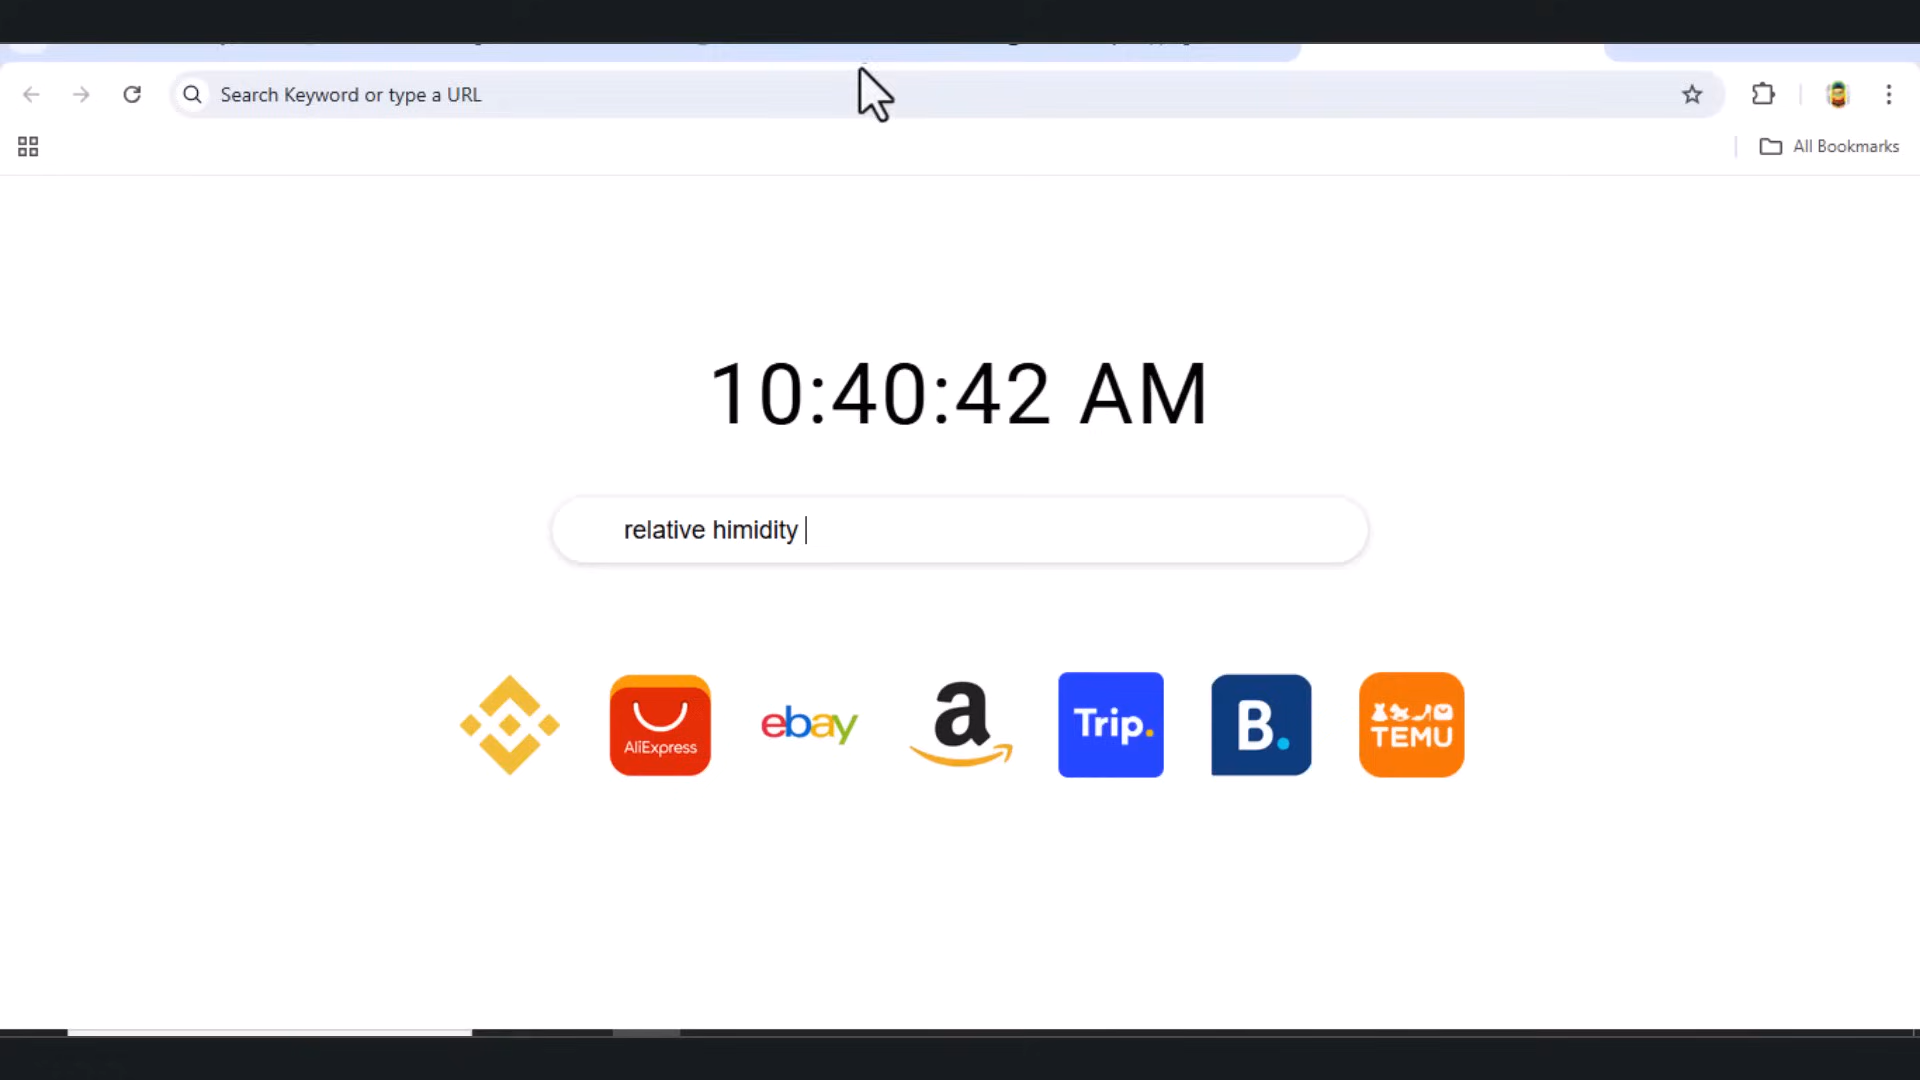 Search Keyword or type a URL
All Bookmarks
10:40:42 AM
relative himidity
AliExpress
ebay
a
Trip.
B.
TEMU